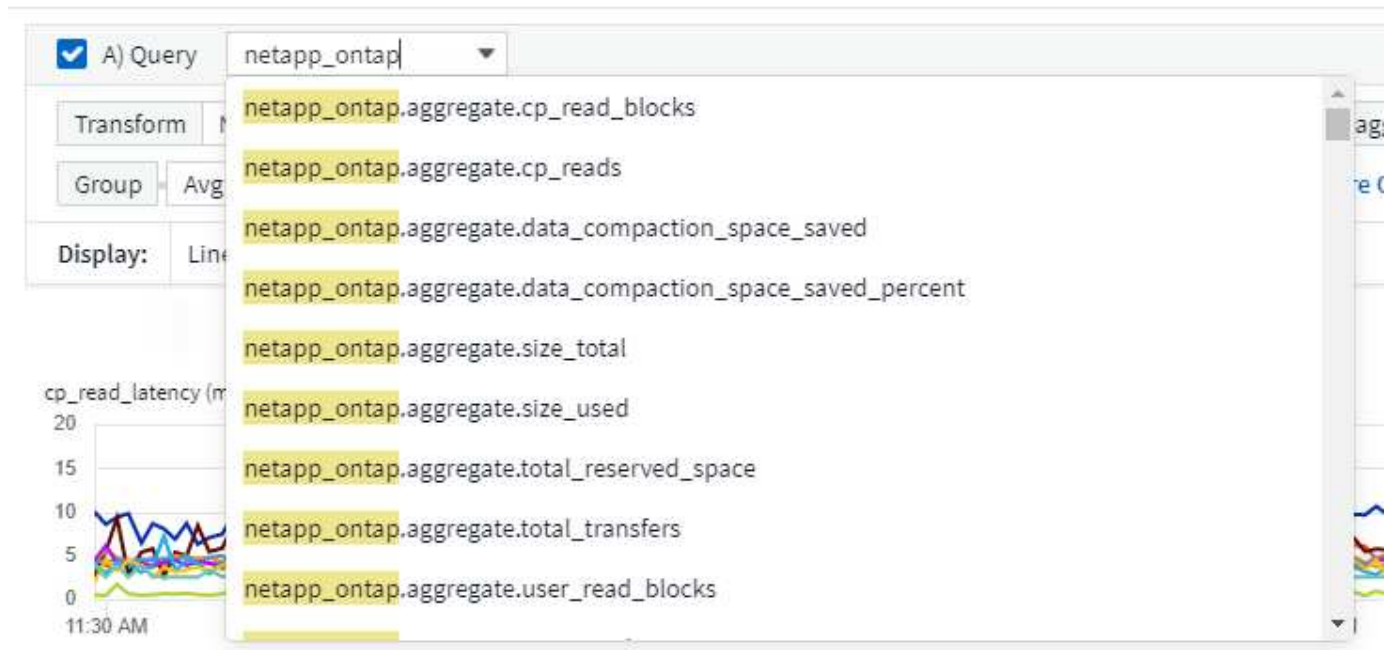 A) Query netapp_ontap
netapp_ontap.aggregate.cp_read_blocks
Transform
netapp_ontap.aggregate.cp_reads
Group Avg
netapp_ontap.aggregate.data_compaction_space_saved
Display: Line
netapp_ontap.aggregate.data_compaction_space_saved_percent
netapp_ontap.aggregate.size_total
cp_read_latency (m
netapp_ontap.aggregate.size_used
20
15
netapp_ontap.aggregate.total_reserved_space
10
netapp_ontap.aggregate.total_transfers
5
netapp_ontap.aggregate.user_read_blocks
0
11:30 AM